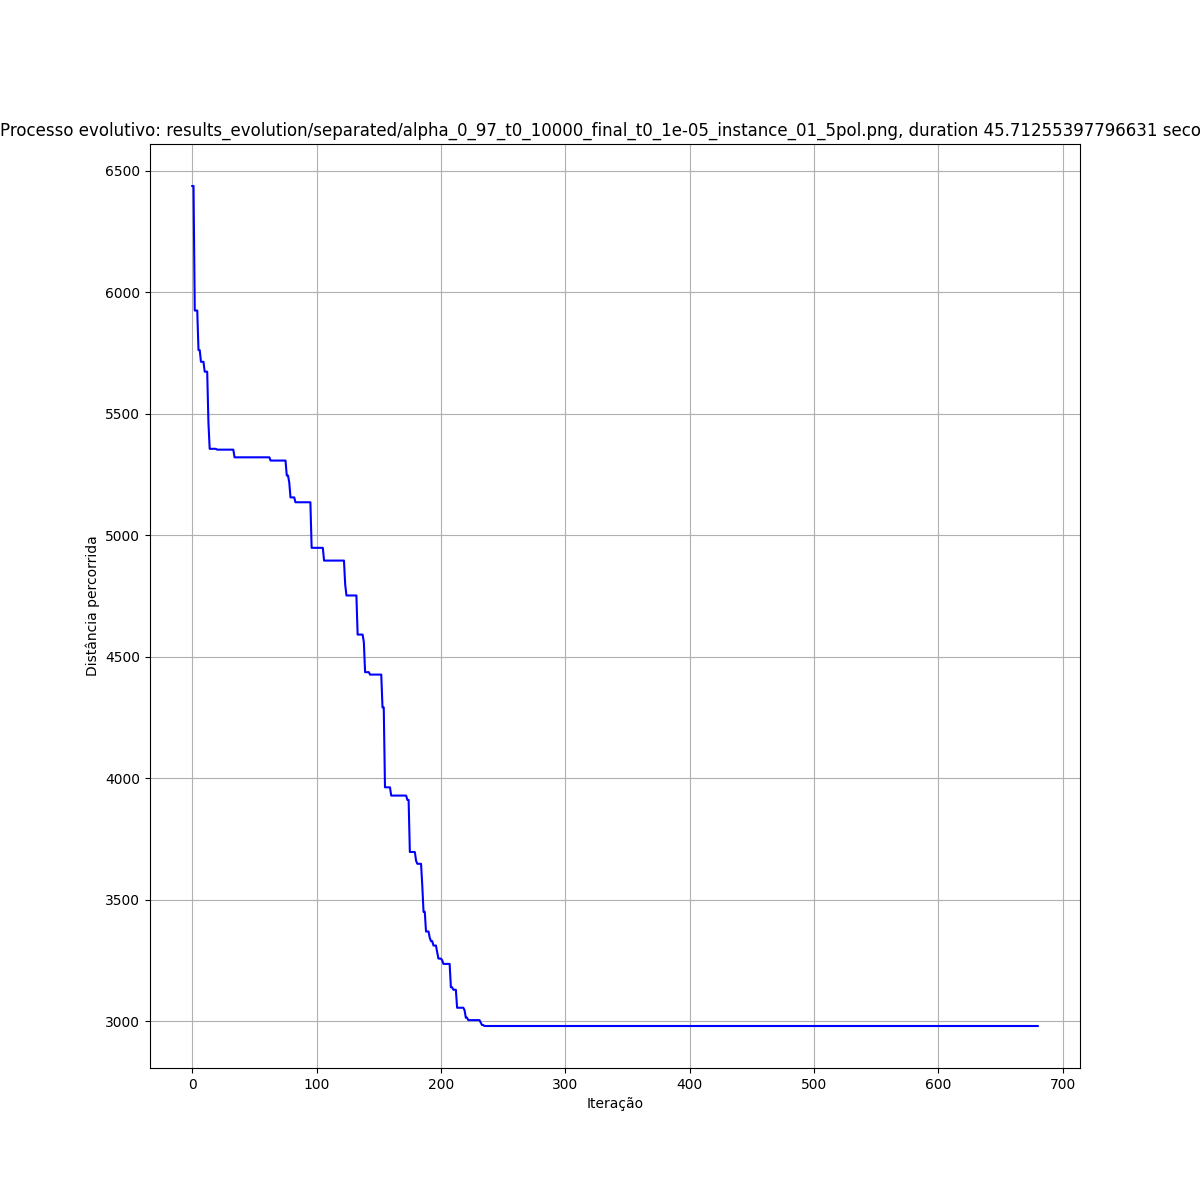 Processo evolutivo: results_evolution/separated/alpha_0_97_t0_10000_final_t0_1e-05_instance_01_5pol.png, duration 45.71255397796631 seco
6500
6000
5500
5000
4500
4000
3500
3000
Distância percorrida
0 100 200 300 400 500 600 700
Iteração